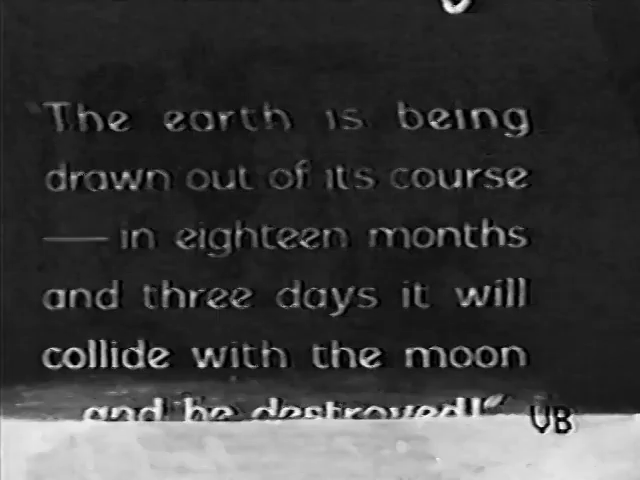 "The earth is being
drawn out of its course
— in eighteen months
and three days it will
collide with the moon
and be destroyed!"
VB